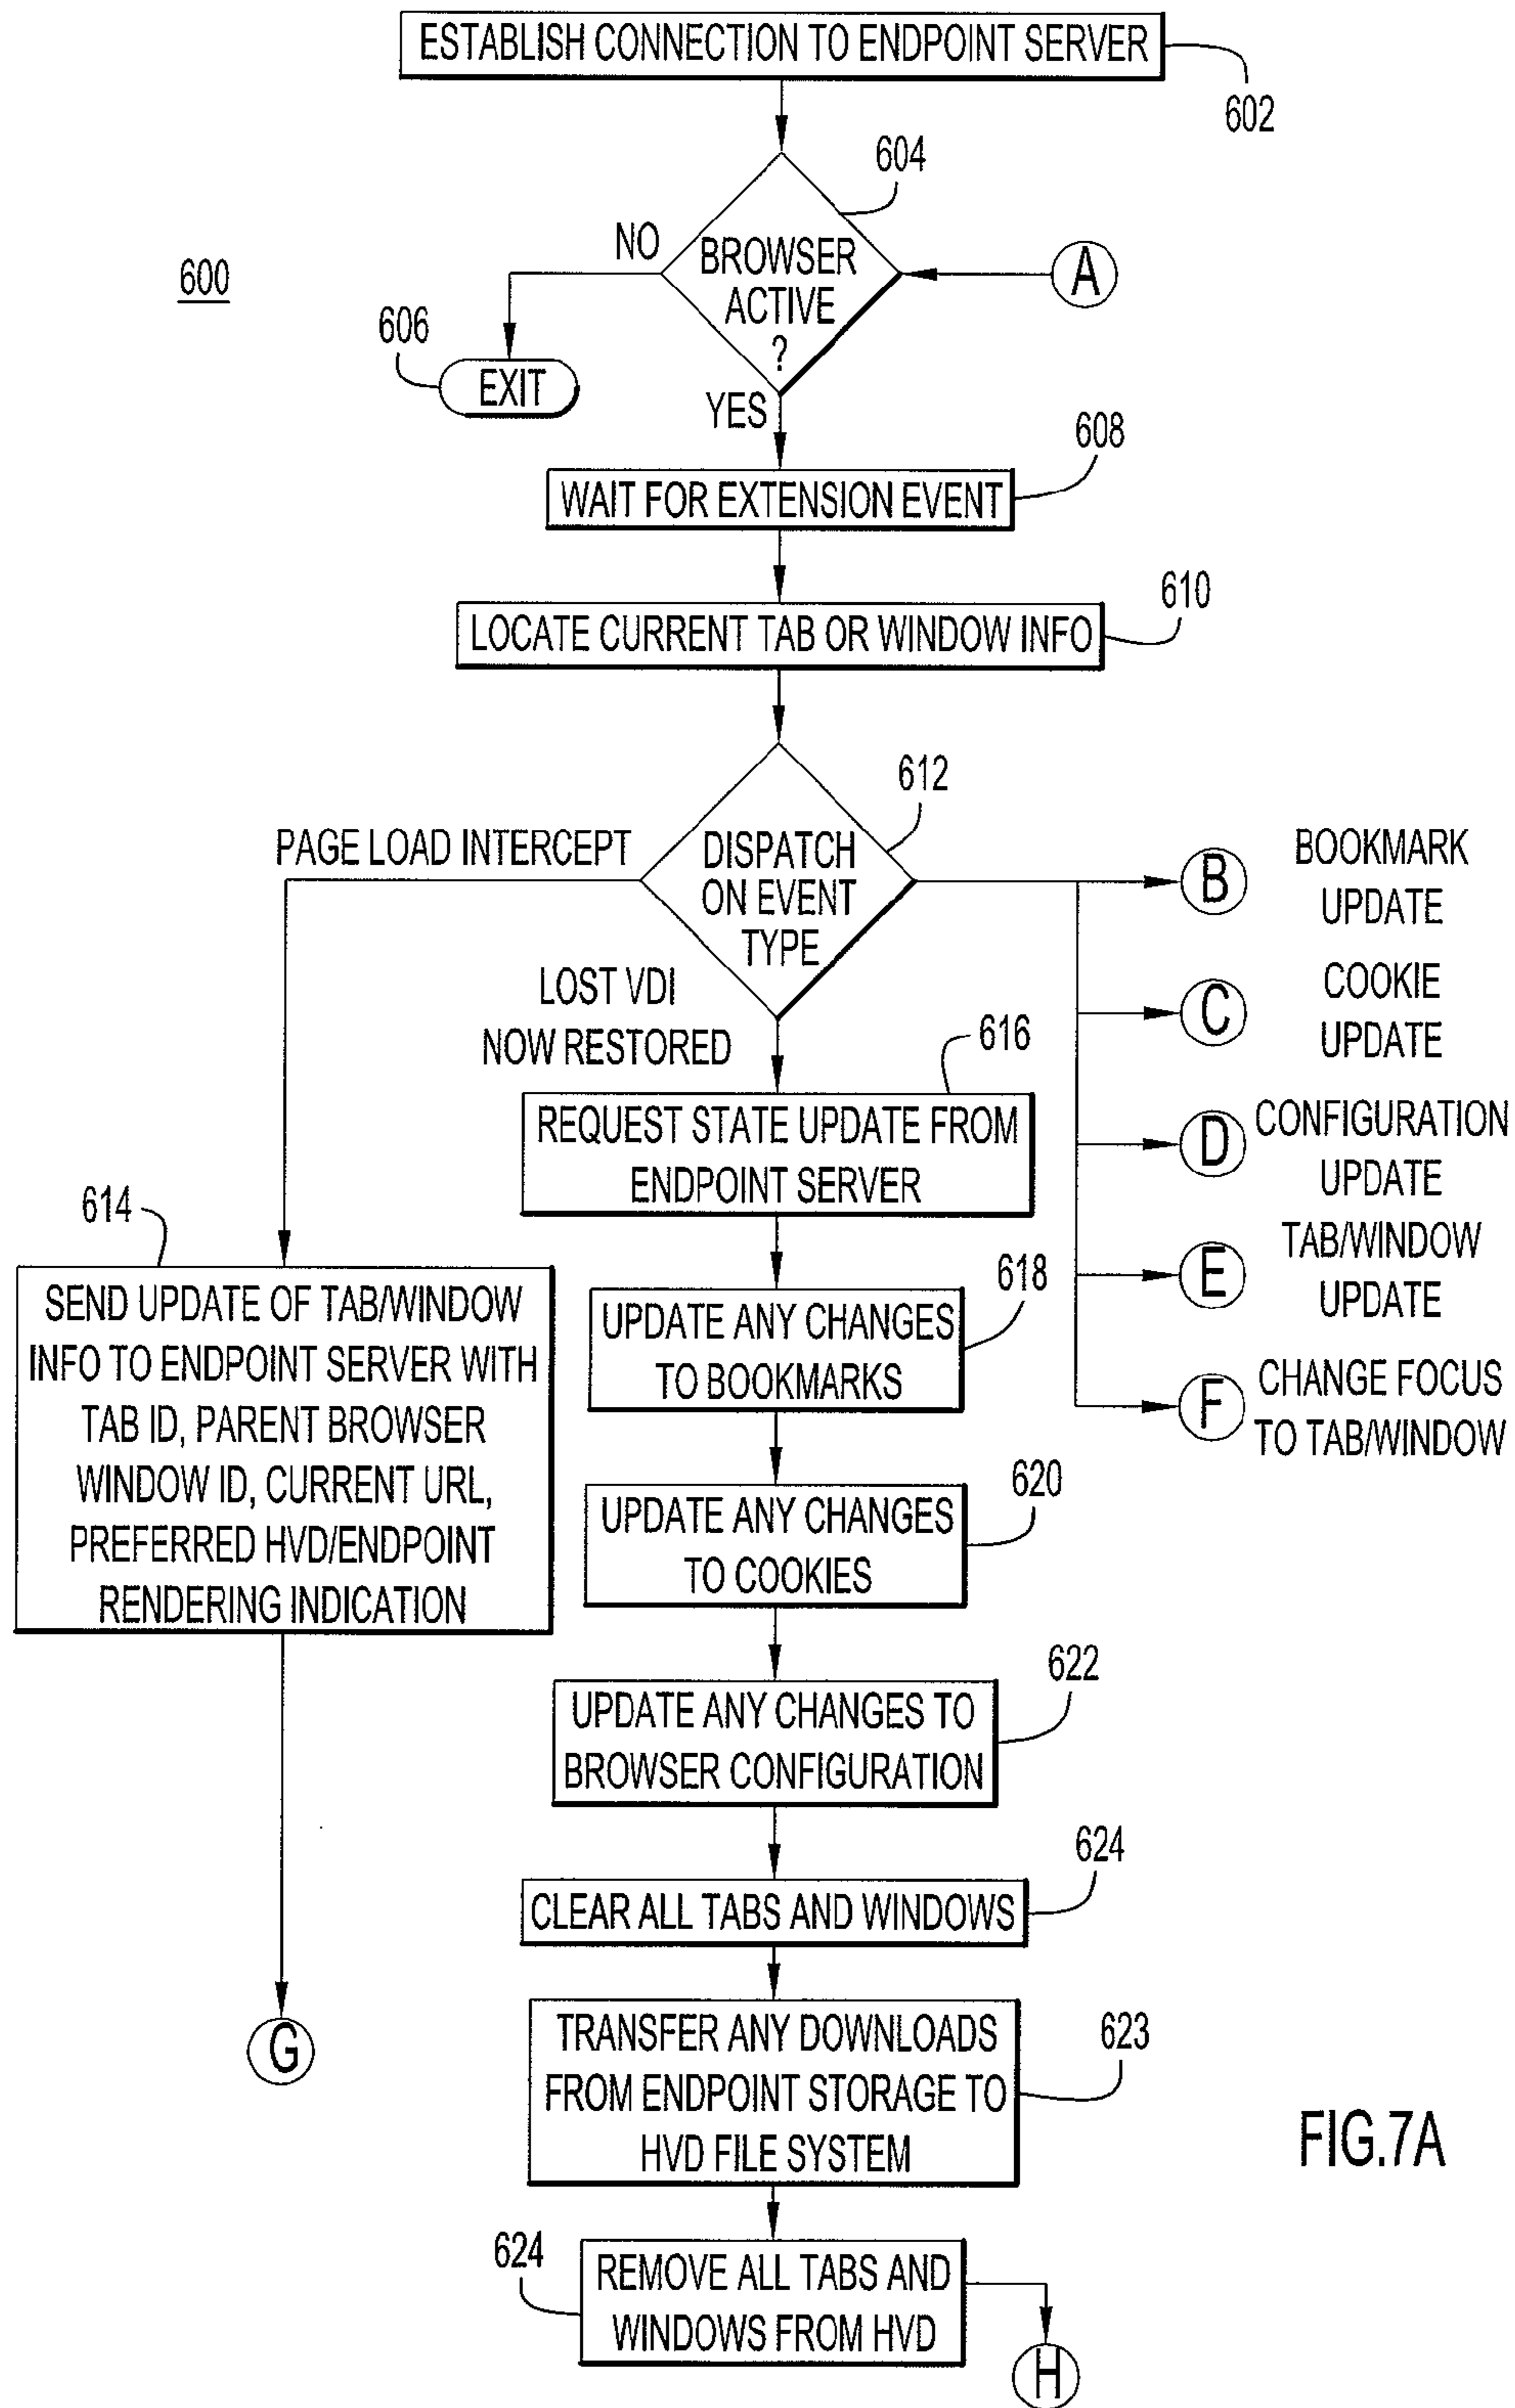 ESTABLISH CONNECTION TO ENDPOINT SERVER
602
604
NO
BROWSER
ACTIVE
?
A
600
606
EXIT
YES
608
WAIT FOR EXTENSION EVENT
610
LOCATE CURRENT TAB OR WINDOW INFO
612
PAGE LOAD INTERCEPT
DISPATCH
ON EVENT
TYPE
B
BOOKMARK
UPDATE
LOST VDI
NOW RESTORED
C
COOKIE
UPDATE
616
REQUEST STATE UPDATE FROM
ENDPOINT SERVER
D
CONFIGURATION
UPDATE
614
E
TAB/WINDOW
UPDATE
SEND UPDATE OF TAB/WINDOW
INFO TO ENDPOINT SERVER WITH
TAB ID, PARENT BROWSER
WINDOW ID, CURRENT URL,
PREFERRED HVD/ENDPOINT
RENDERING INDICATION
618
UPDATE ANY CHANGES
TO BOOKMARKS
F
CHANGE FOCUS
TO TAB/WINDOW
620
UPDATE ANY CHANGES
TO COOKIES
622
UPDATE ANY CHANGES TO
BROWSER CONFIGURATION
624
CLEAR ALL TABS AND WINDOWS
G
623
TRANSFER ANY DOWNLOADS
FROM ENDPOINT STORAGE TO
HVD FILE SYSTEM
FIG.7A
624
REMOVE ALL TABS AND
WINDOWS FROM HVD
H